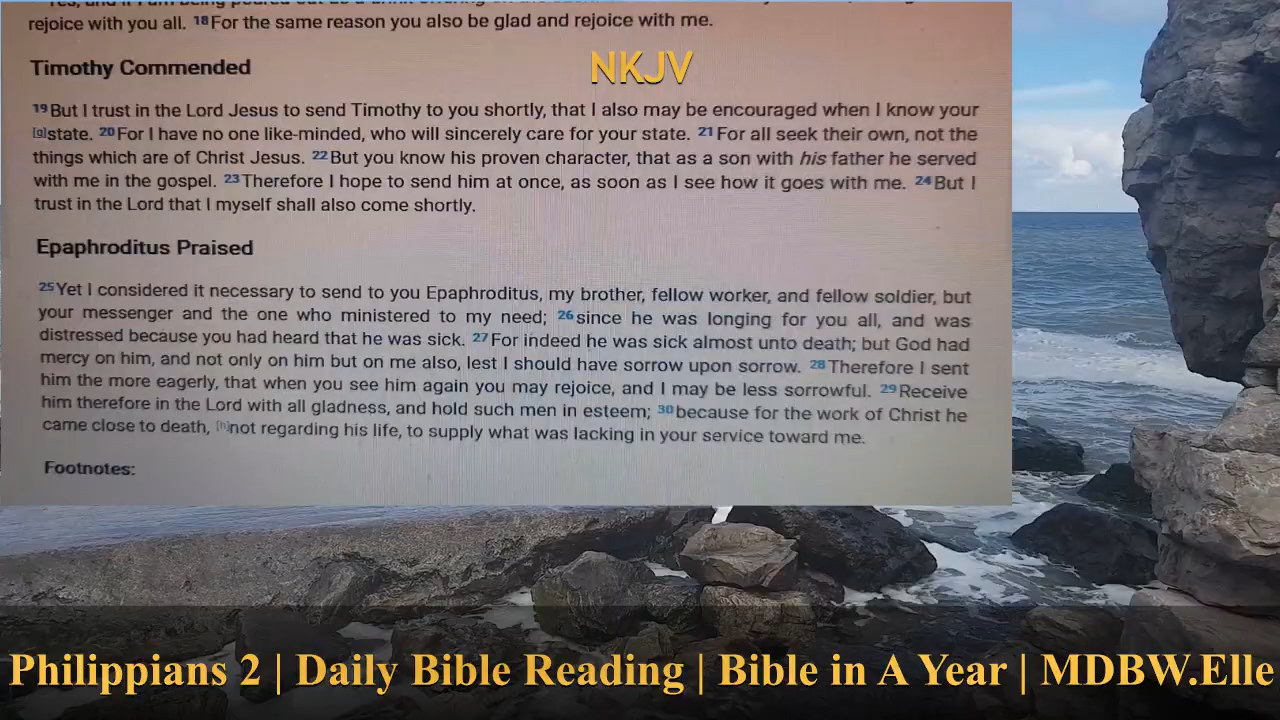 rejoice with you all. 18 For the same reason you also be glad and rejoice with me.
Timothy Commended
NKJV
19 But I trust in the Lord Jesus to send Timothy to you shortly, that I also may be encouraged when I know your
[g]state. 20 For I have no one like-minded, who will sincerely care for your state. 21 For all seek their own, not the
things which are of Christ Jesus. 22 But you know his proven character, that as a son with his father he served
with me in the gospel. 23 Therefore I hope to send him at once, as soon as I see how it goes with me. 24 But I
trust in the Lord that I myself shall also come shortly.
Epaphroditus Praised
25 Yet I considered it necessary to send to you Epaphroditus, my brother, fellow worker, and fellow soldier, but
your messenger and the one who ministered to my need; 26 since he was longing for you all, and was
distressed because you had heard that he was sick. 27 For indeed he was sick almost unto death; but God had
mercy on him, and not only on him but on me also, lest I should have sorrow upon sorrow. 28 Therefore I sent
him the more eagerly, that when you see him again you may rejoice, and I may be less sorrowful. 29 Receive
him therefore in the Lord with all gladness, and hold such men in esteem; 30 because for the work of Christ he
came close to death, [h]not regarding his life, to supply what was lacking in your service toward me.
Footnotes:
Philippians 2 | Daily Bible Reading | Bible in A Year | MDBW.Elle